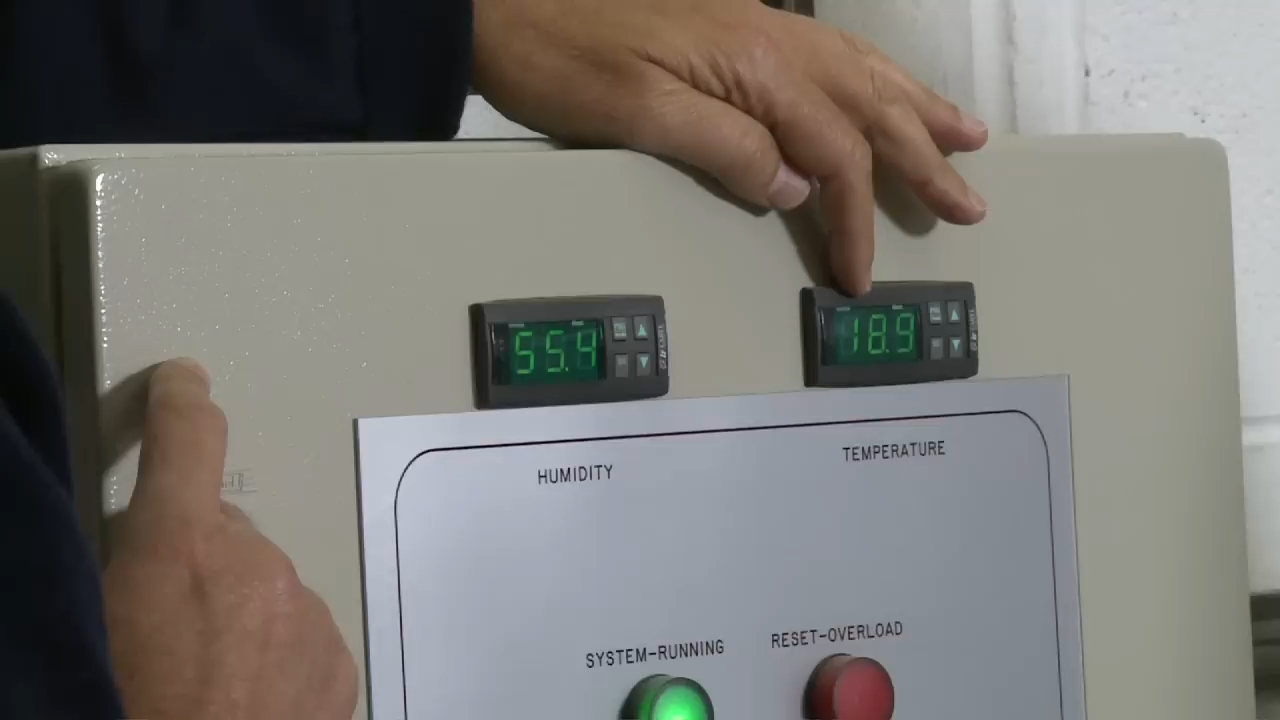 55.4
18.9
HUMIDITY
TEMPERATURE
SYSTEM-RUNNING
RESET-OVERLOAD